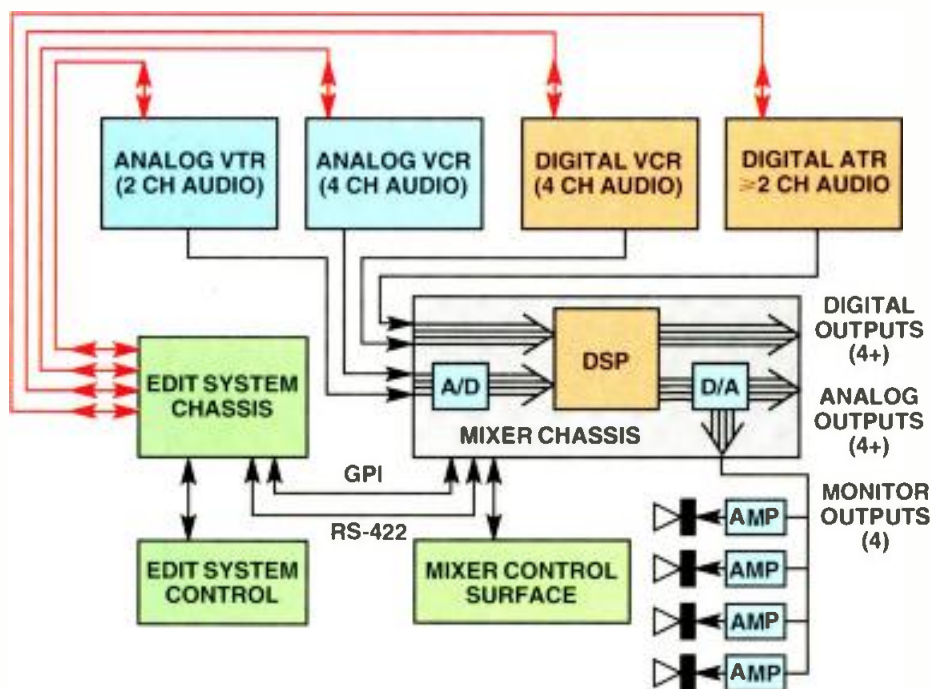 ANALOG VTR
(2 CH AUDIO)
ANALOG VCR
(4 CH AUDIO)
DIGITAL VCR
(4 CH AUDIO)
DIGITAL ATR
≥2 CH AUDIO
EDIT SYSTEM
CHASSIS
A/D
DSP
D/A
MIXER CHASSIS
DIGITAL
OUTPUTS
(4+)
ANALOG
OUTPUTS
(4+)
MONITOR
OUTPUTS
(4)
GPI
RS-422
EDIT SYSTEM
CONTROL
MIXER CONTROL
SURFACE
AMP
AMP
AMP
AMP